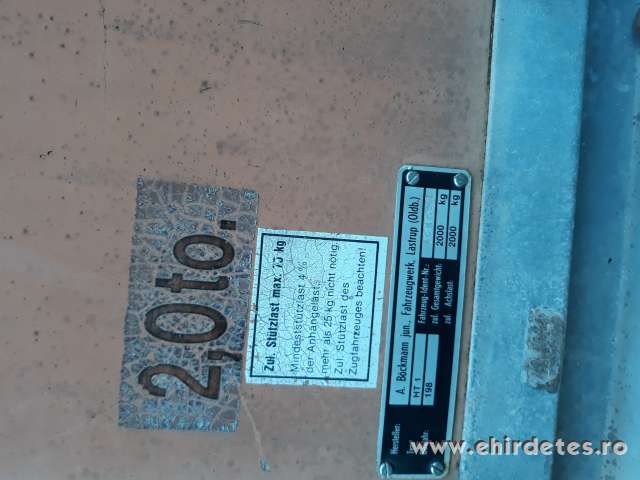 2,0to.
Zul. Stützlast max. 75 kg
Mindeststützlast 4 %
der Anhängelast,
mehr als 25 kg nicht nötig.
Zul. Stützlast des
Zugfahrzeuges beachten!
Hersteller: A. Böckmann jun., Fahrzeugwerk, Lastrup (Oldb.)
HT 1 Fahrzeug-Ident-Nr.:
198 zul. Gesamtgewicht: 2000 kg
zul. Achslast: 2000 kg
www.ehirdetes.ro